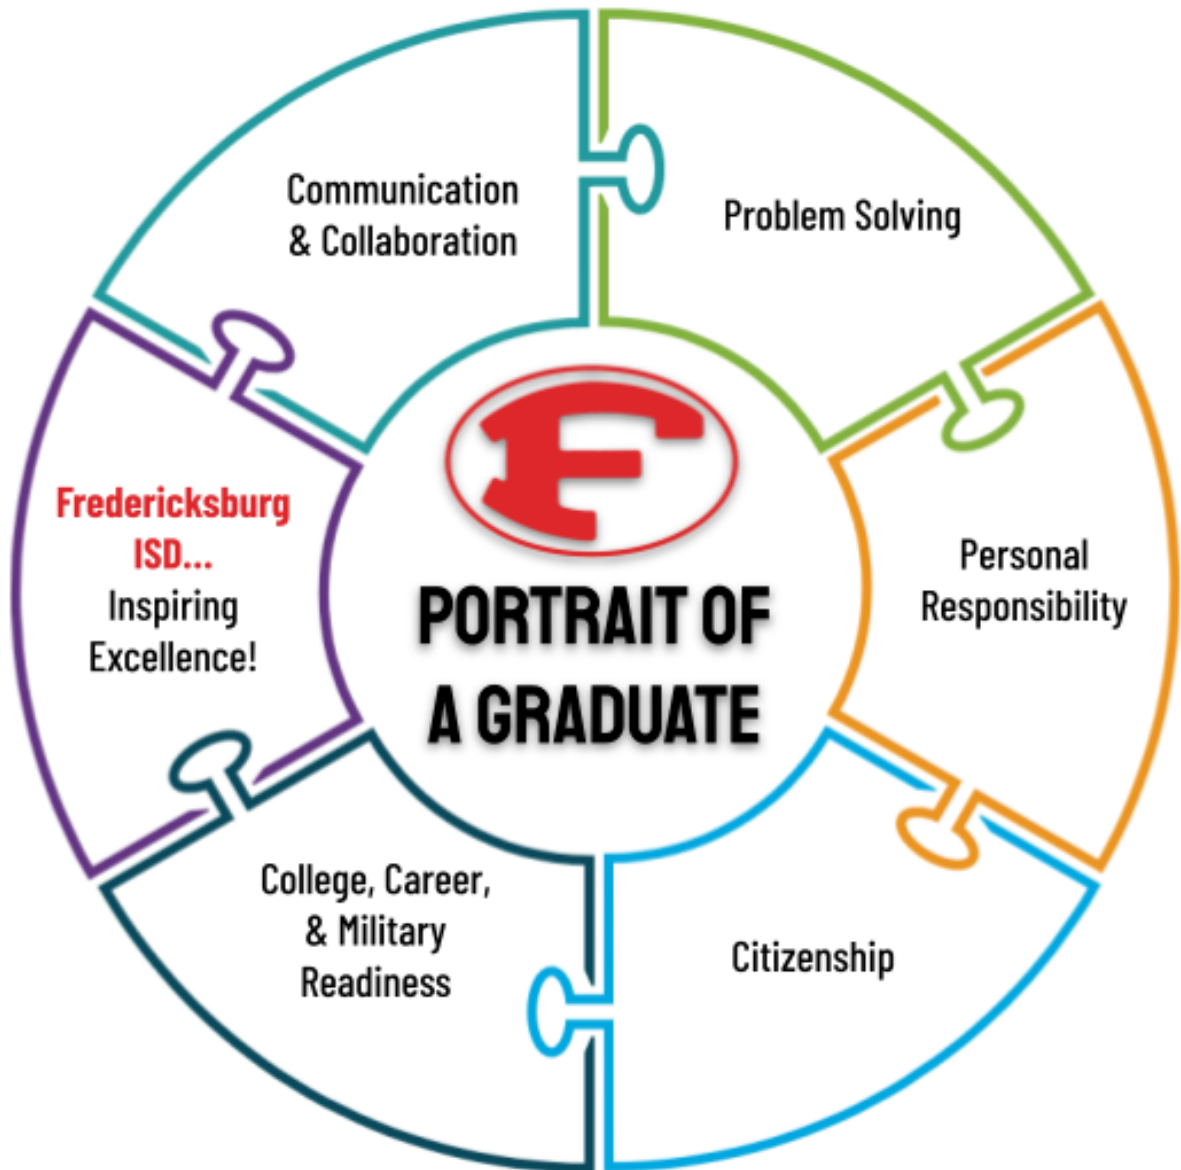 Communication
& Collaboration
Problem Solving
Fredericksburg
ISD...
Inspiring
Excellence!
F
PORTRAIT OF
A GRADUATE
Personal
Responsibility
College, Career,
& Military
Readiness
Citizenship